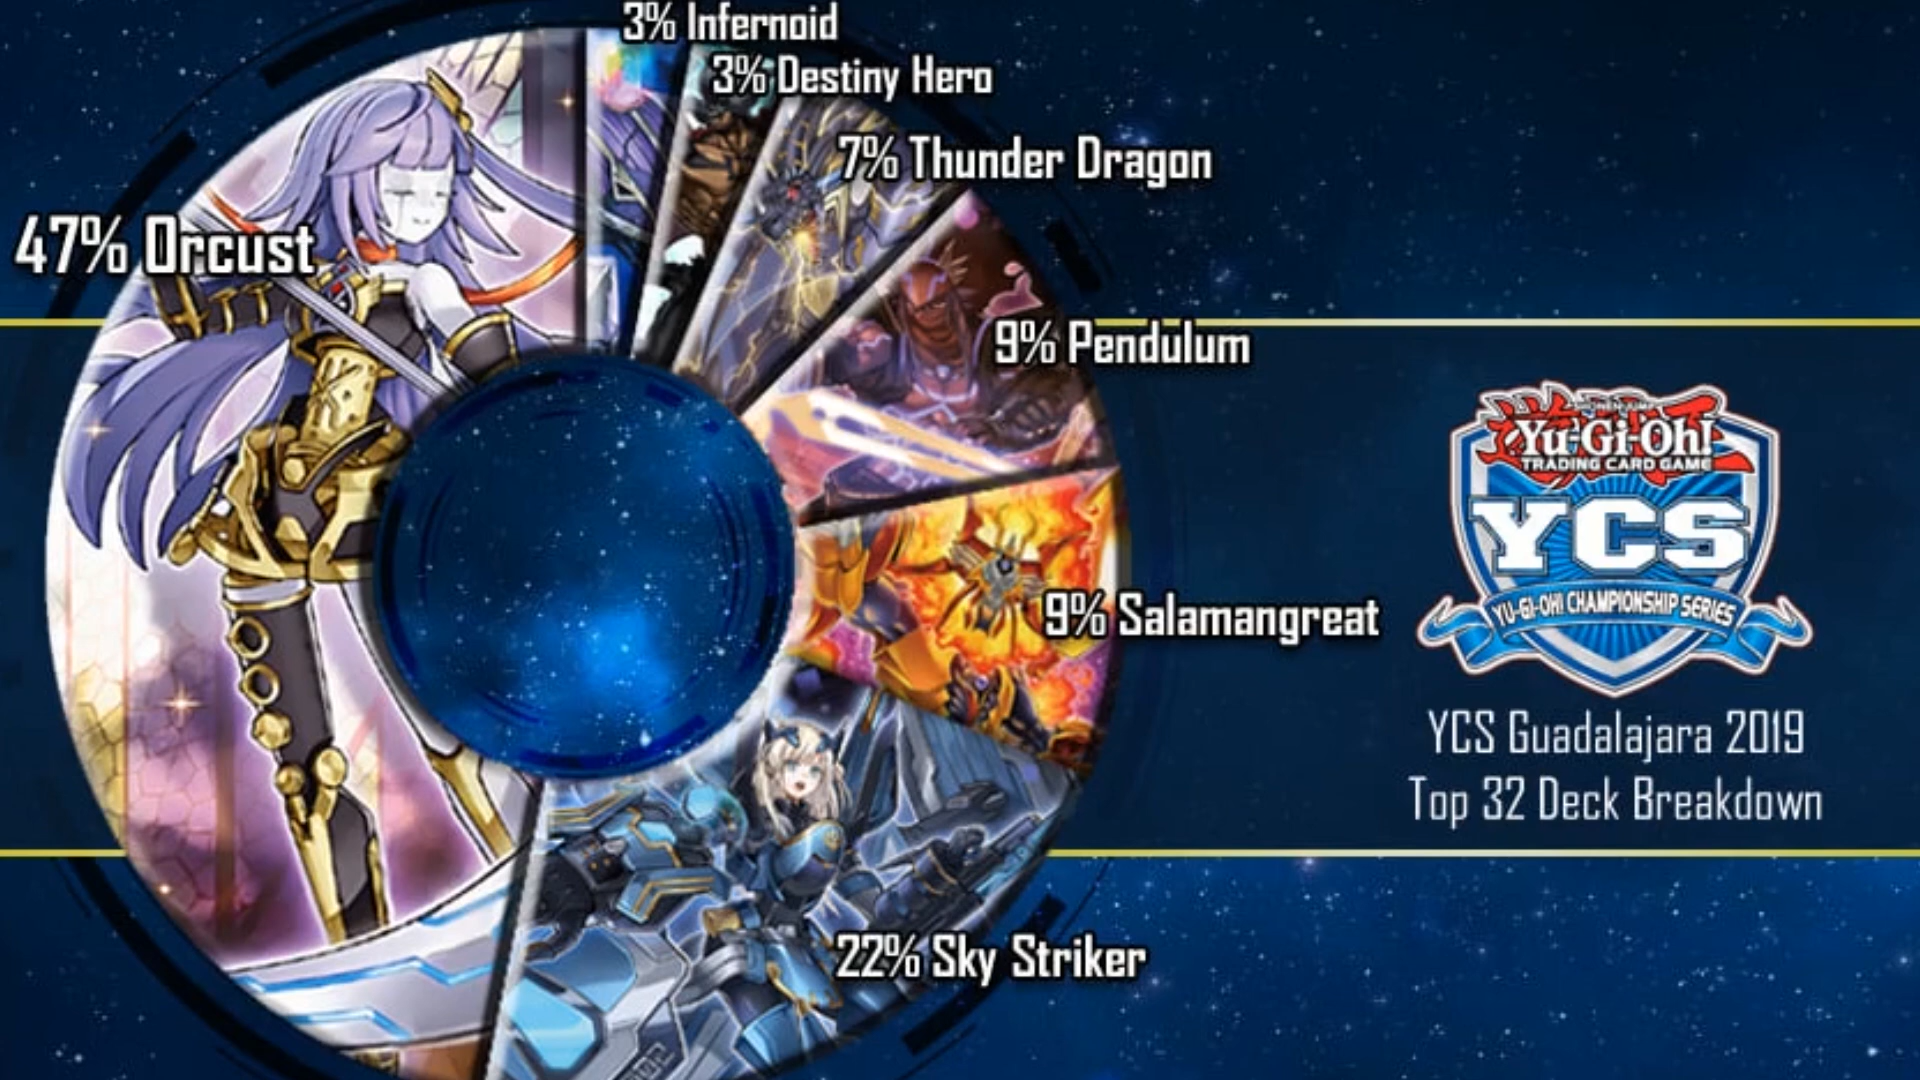 3% Infernoid
3% Destiny Hero
7% Thunder Dragon
47% Orcust
9% Pendulum
9% Salamangreat
22% Sky Striker
Yu-Gi-Oh!
TRADING CARD GAME
YCS
YU-GI-OH! CHAMPIONSHIP SERIES
YCS Guadalajara 2019
Top 32 Deck Breakdown